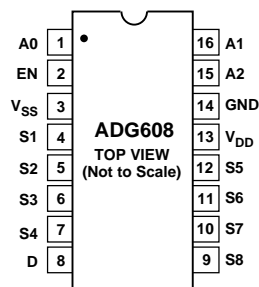 A0 1 16 A1
EN 2 15 A2
VSS 3 14 GND
S1 4 ADG608 13 VDD
S2 5 TOP VIEW 12 S5
S3 6 (Not to Scale) 11 S6
S4 7 10 S7
D 8 9 S8